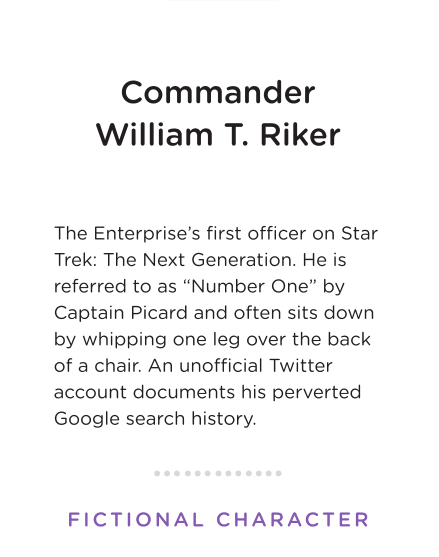 Commander
William T. Riker
The Enterprise’s first officer on Star
Trek: The Next Generation. He is
referred to as “Number One” by
Captain Picard and often sits down
by whipping one leg over the back
of a chair. An unofficial Twitter
account documents his perverted
Google search history.
FICTIONAL CHARACTER